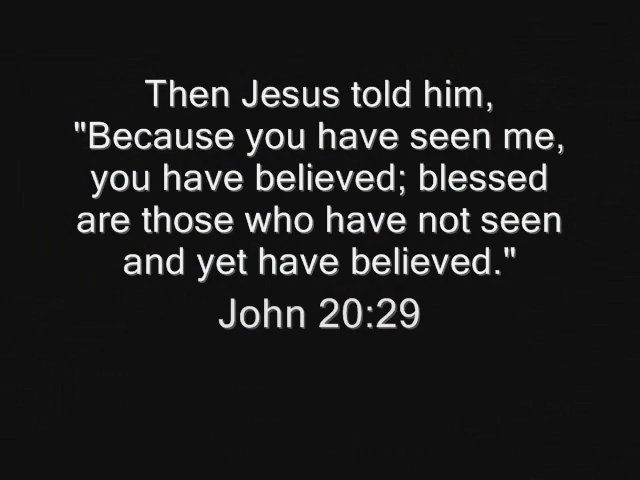 Then Jesus told him,
"Because you have seen me,
you have believed; blessed
are those who have not seen
and yet have believed."
John 20:29